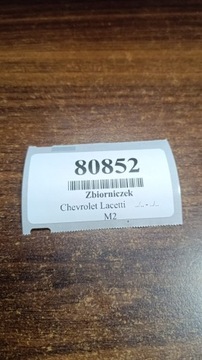 80852
Zbiorniczek
Chevrolet Lacetti
M2